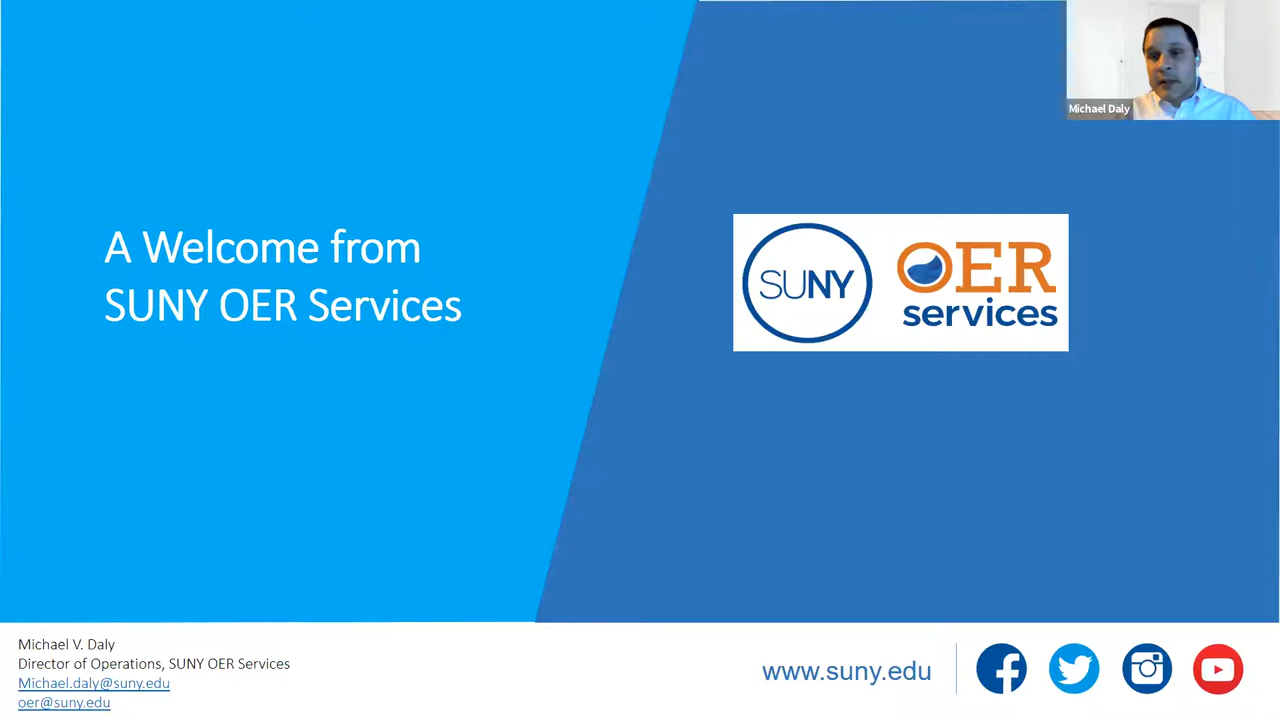 Michael Daly
A Welcome from
SUNY OER Services
SUNY
OER
services
Michael V. Daly
Director of Operations, SUNY OER Services
Michael.daly@suny.edu
oer@suny.edu
www.suny.edu